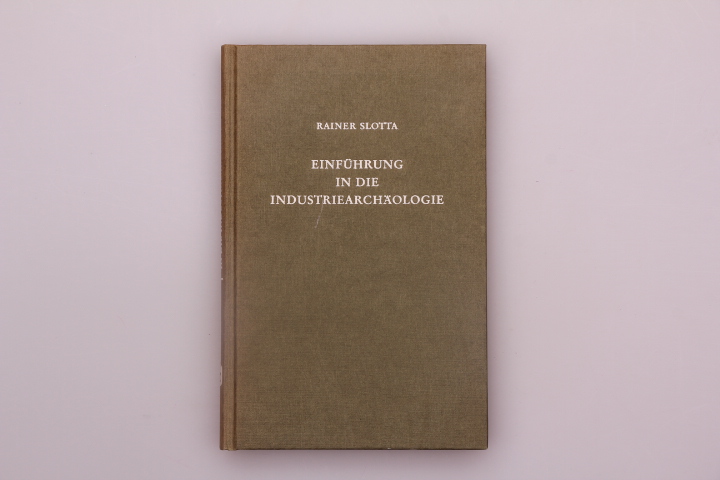 RAINER SLOTTA
EINFÜHRUNG
IN DIE
INDUSTRIEARCHÄOLOGIE